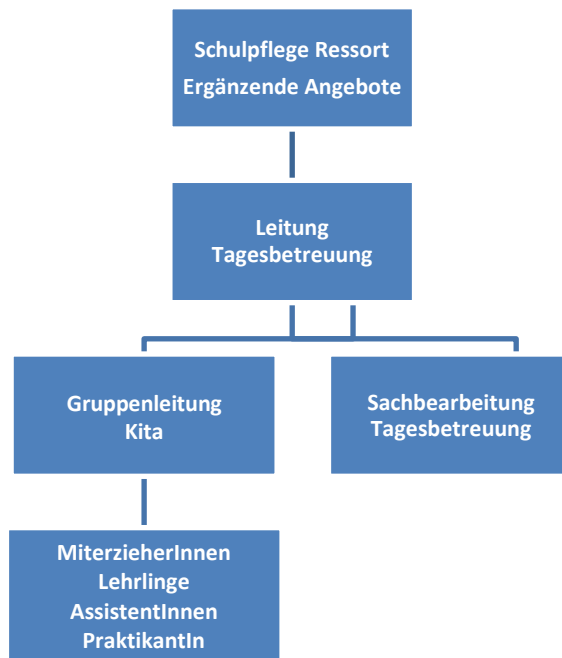 Schulpflege Ressort
Ergänzende Angebote
Leitung
Tagesbetreuung
Gruppenleitung
Kita
Sachbearbeitung
Tagesbetreuung
MiterzieherInnen
Lehrlinge
AssistentInnen
PraktikantIn